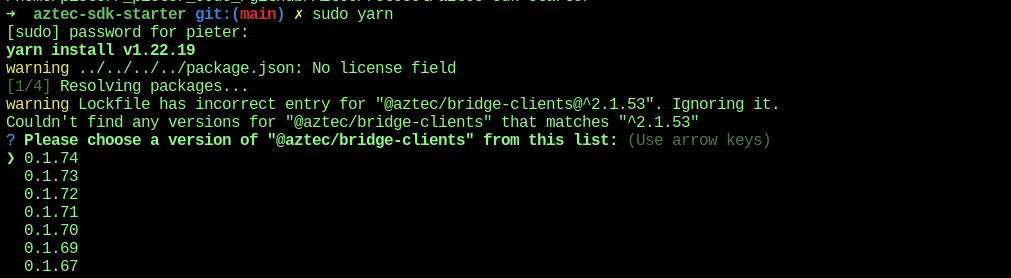 ➜  aztec-sdk-starter git:(main) ✗ sudo yarn
[sudo] password for pieter:
yarn install v1.22.19
warning ../../../../package.json: No license field
[1/4] Resolving packages...
warning Lockfile has incorrect entry for "@aztec/bridge-clients@^2.1.53". Ignoring it.
Couldn't find any versions for "@aztec/bridge-clients" that matches "^2.1.53"
? Please choose a version of "@aztec/bridge-clients" from this list: (Use arrow keys)
❯ 0.1.74
  0.1.73
  0.1.72
  0.1.71
  0.1.70
  0.1.69
  0.1.67